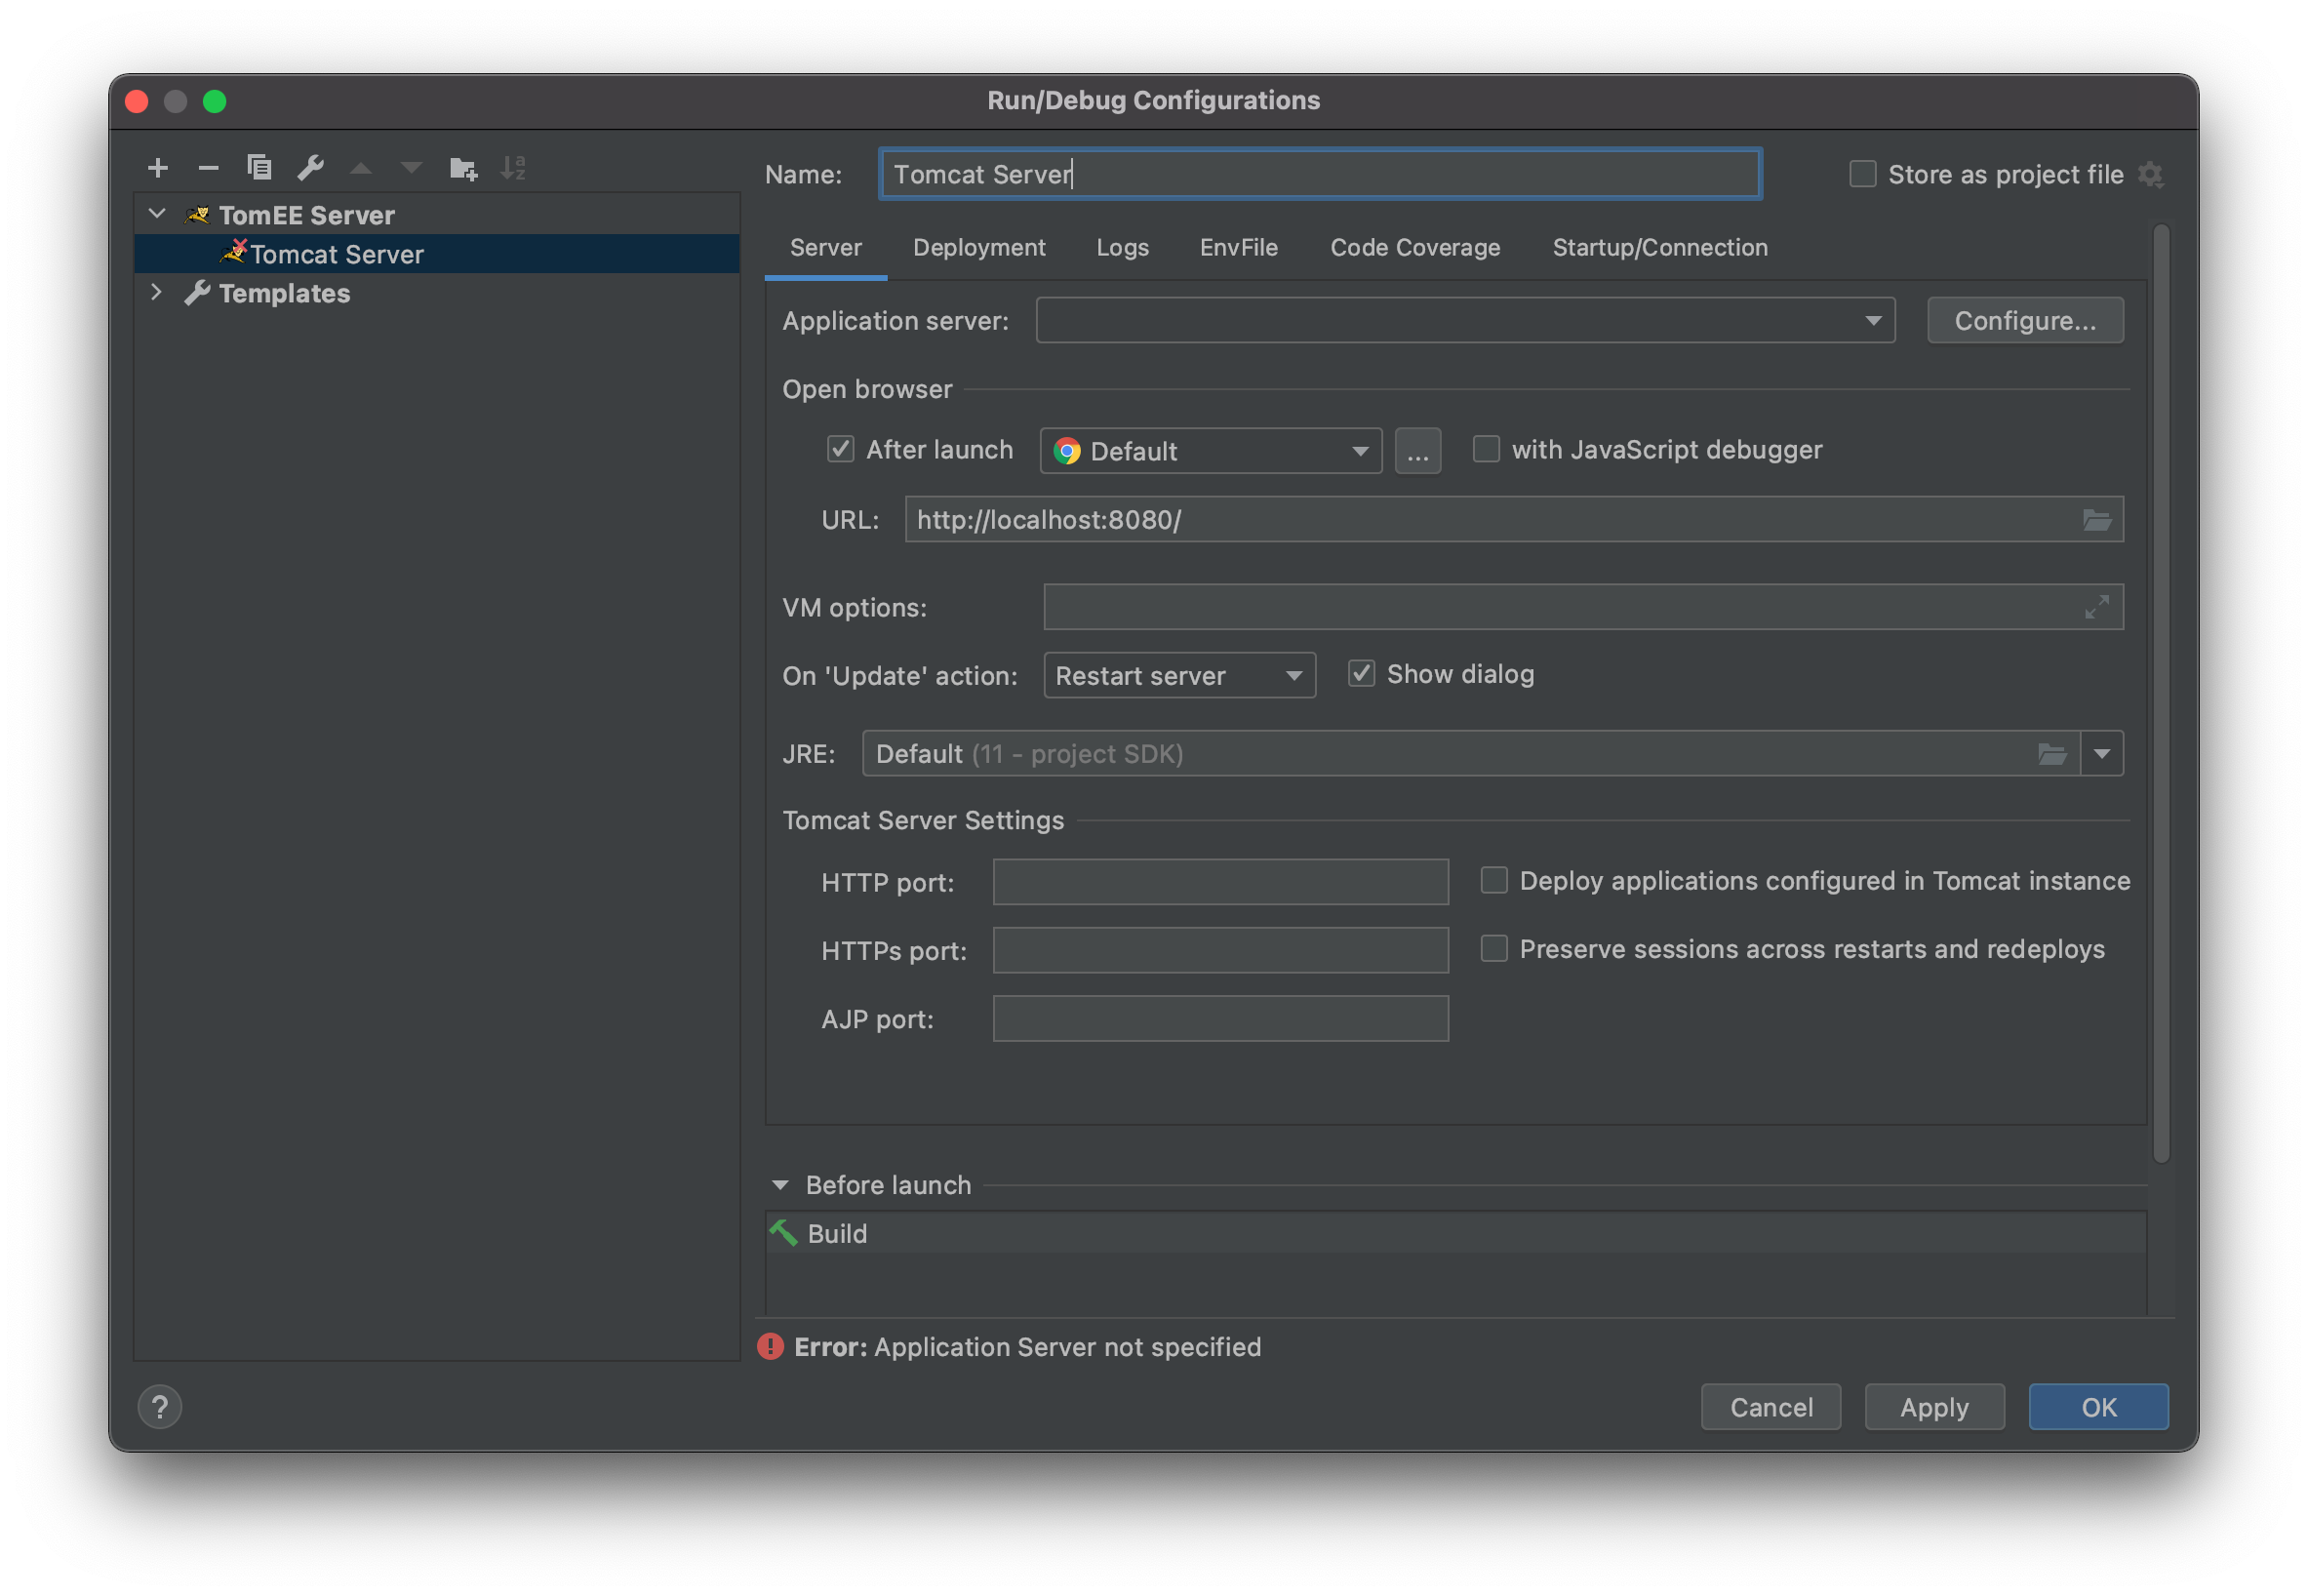 Run/Debug Configurations
TomEE Server
Tomcat Server
Templates
Name: Tomcat Server
Store as project file
Server Deployment Logs EnvFile Code Coverage Startup/Connection
Application server: Configure...
Open browser
After launch Default ... with JavaScript debugger
URL: http://localhost:8080/
VM options:
On 'Update' action: Restart server Show dialog
JRE: Default (11 - project SDK)
Tomcat Server Settings
HTTP port: Deploy applications configured in Tomcat instance
HTTPs port: Preserve sessions across restarts and redeploys
AJP port:
Before launch
Build
Error: Application Server not specified
? Cancel Apply OK